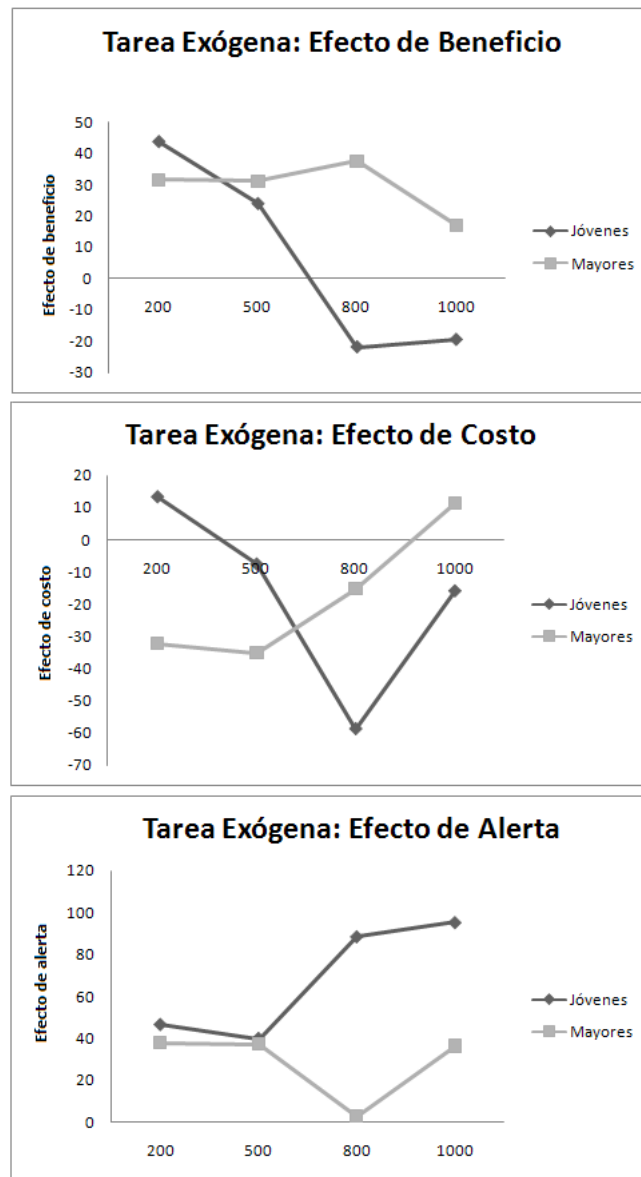 Tarea Exógena: Efecto de Beneficio
Efecto de beneficio
50
40
30
20
10
0
-10
-20
-30
200 500 800 1000
Jóvenes
Mayores
Tarea Exógena: Efecto de Costo
Efecto de costo
20
10
0
-10
-20
-30
-40
-50
-60
-70
200 500 800 1000
Jóvenes
Mayores
Tarea Exógena: Efecto de Alerta
Efecto de alerta
120
100
80
60
40
20
0
200 500 800 1000
Jóvenes
Mayores